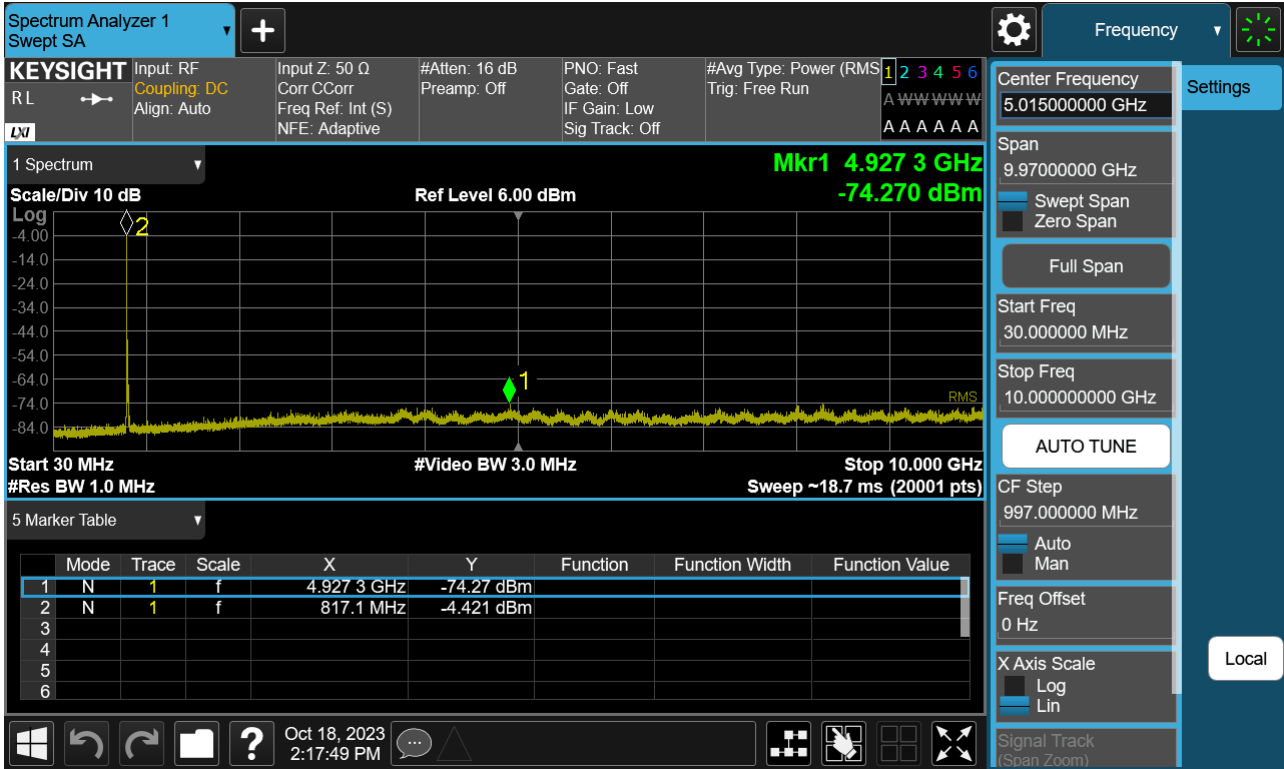 Spectrum Analyzer 1
Swept SA
+
Frequency
KEYSIGHT
R L
LXI
Input: RF
Coupling: DC
Align: Auto
Input Z: 50 Ω
Corr CCorr
Freq Ref: Int (S)
NFE: Adaptive
#Atten: 16 dB
Preamp: Off
PNO: Fast
Gate: Off
IF Gain: Low
Sig Track: Off
#Avg Type: Power (RMS
Trig: Free Run
1 2 3 4 5 6
A W W W W W
A A A A A A
1 Spectrum
Mkr1 4.927 3 GHz
-74.270 dBm
Scale/Div 10 dB
Ref Level 6.00 dBm
Log
-4.00
-14.0
-24.0
-34.0
-44.0
-54.0
-64.0
-74.0
-84.0
2
1
RMS
Start 30 MHz
#Video BW 3.0 MHz
Stop 10.000 GHz
#Res BW 1.0 MHz
Sweep ~18.7 ms (20001 pts)
5 Marker Table
Mode Trace Scale X Y Function Function Width Function Value
1 N 1 f 4.927 3 GHz -74.27 dBm
2 N 1 f 817.1 MHz -4.421 dBm
3
4
5
6
?
Oct 18, 2023
2:17:49 PM
Center Frequency
5.015000000 GHz
Span
9.97000000 GHz
Swept Span
Zero Span
Full Span
Start Freq
30.000000 MHz
Stop Freq
10.000000000 GHz
AUTO TUNE
CF Step
997.000000 MHz
Auto
Man
Freq Offset
0 Hz
X Axis Scale
Log
Lin
Signal Track
(Span Zoom)
Settings
Local